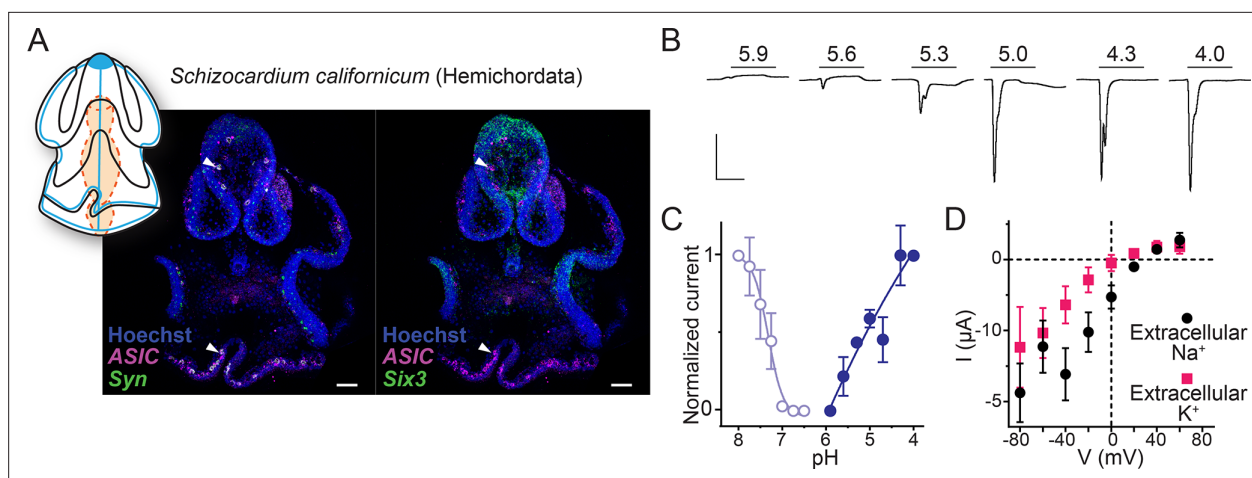 A
Schizocardium californicum (Hemichordata)
Hoechst
ASIC
Syn
Hoechst
ASIC
Six3
B
5.9 5.6 5.3 5.0 4.3 4.0
C
Normalized current
1
0
8 7 6 5 4
pH
D
I (µA)
0
-10
-5
-80 -40 0 40 80
V (mV)
Extracellular
Na⁺
Extracellular
K⁺